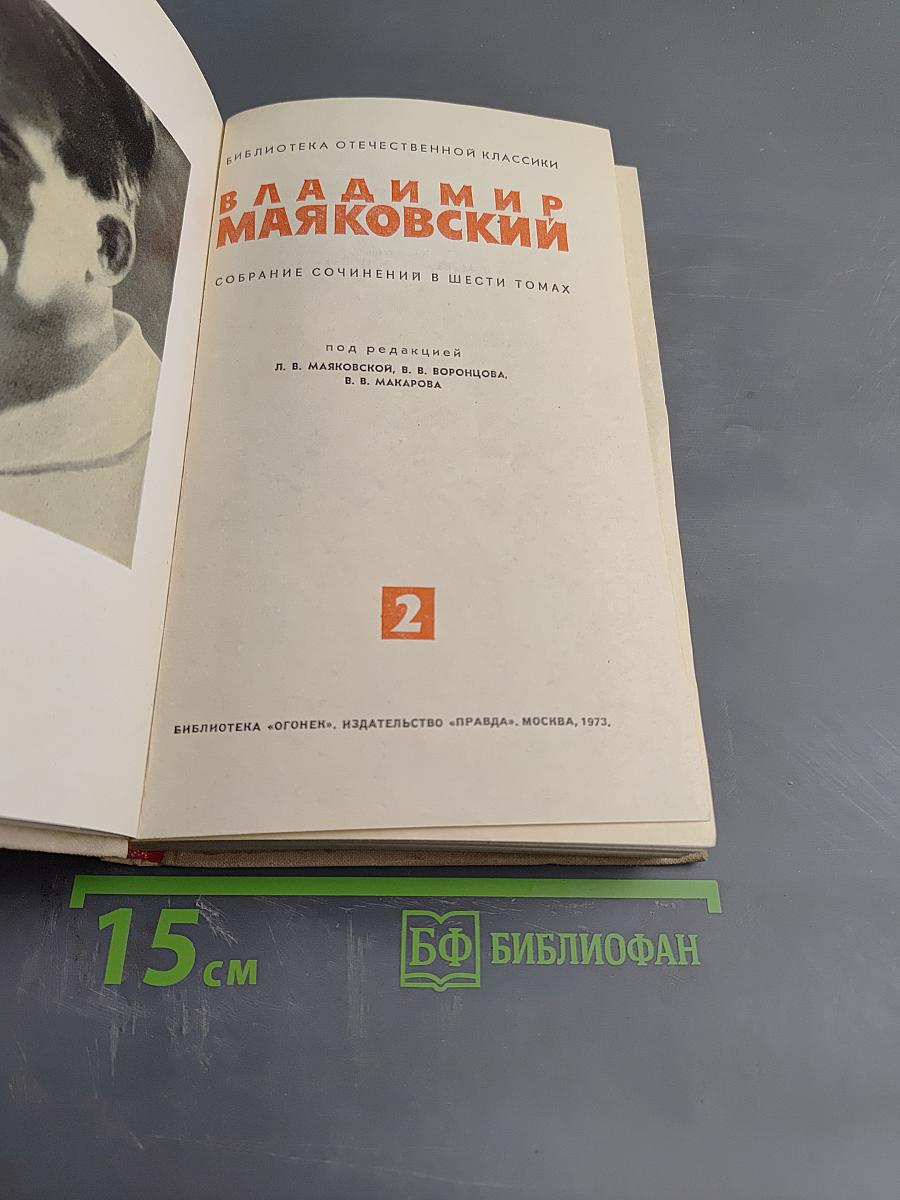 БИБЛИОТЕКА ОТЕЧЕСТВЕННОЙ КЛАССИКИ
ВЛАДИМИР
МАЯКОВСКИЙ
СОБРАНИЕ СОЧИНЕНИЙ В ШЕСТИ ТОМАХ
под редакцией
Л. В. МАЯКОВСКОЙ, В. В. ВОРОНЦОВА,
В. В. МАКАРОВА
2
БИБЛИОТЕКА «ОГОНЕК». ИЗДАТЕЛЬСТВО «ПРАВДА». МОСКВА, 1973.
15 см
БФ БИБЛИОФАН